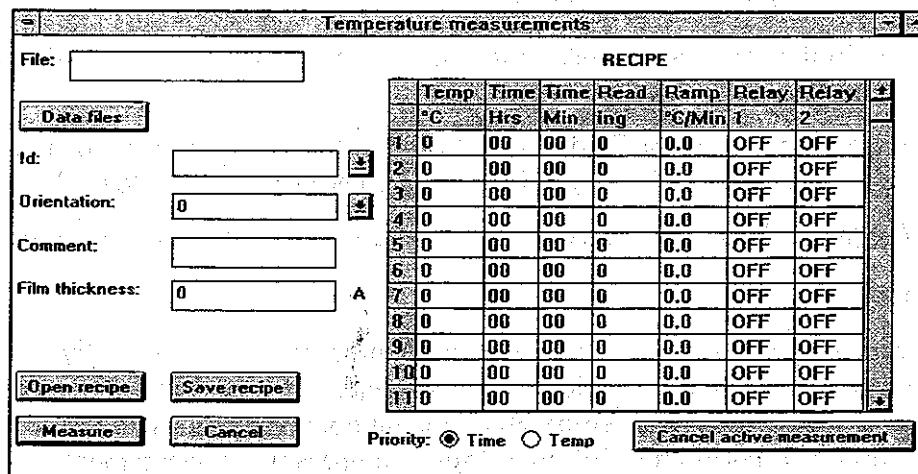 Temperature measurements
File:
RECIPE
Data files
Temp Time Time Read Ramp Relay Relay
°C Hrs Min ing °C/Min 1 2
1 0 00 00 0 0.0 OFF OFF
2 0 00 00 0 0.0 OFF OFF
3 0 00 00 0 0.0 OFF OFF
4 0 00 00 0 0.0 OFF OFF
5 0 00 00 0 0.0 OFF OFF
6 0 00 00 0 0.0 OFF OFF
7 0 00 00 0 0.0 OFF OFF
8 0 00 00 0 0.0 OFF OFF
9 0 00 00 0 0.0 OFF OFF
10 0 00 00 0 0.0 OFF OFF
11 0 00 00 0 0.0 OFF OFF
Id:
Orientation: 0
Comment:
Film thickness: 0 A
Open recipe Save recipe
Measure Cancel
Priority: Time Temp Cancel active measurement